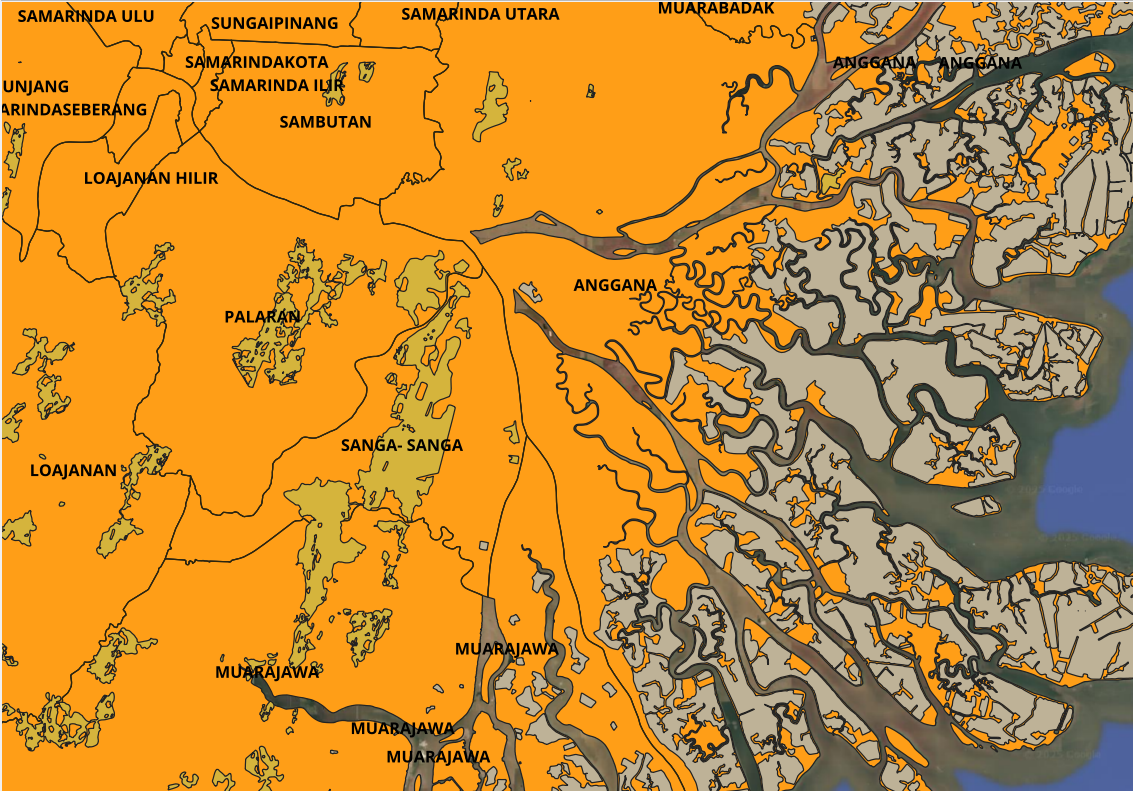 SAMARINDA ULU
SUNGAIPINANG
SAMARINDA UTARA
MUARABADAK
SAMARINDAKOTA
ANGGANA
ANGGANA
UNJANG
SAMARINDA ILIR
ARINDASEBERANG
SAMBUTAN
LOAJANAN HILIR
ANGGANA
PALARAN
SANGA- SANGA
LOAJANAN
MUARAJAWA
MUARAJAWA
MUARAJAWA
MUARAJAWA